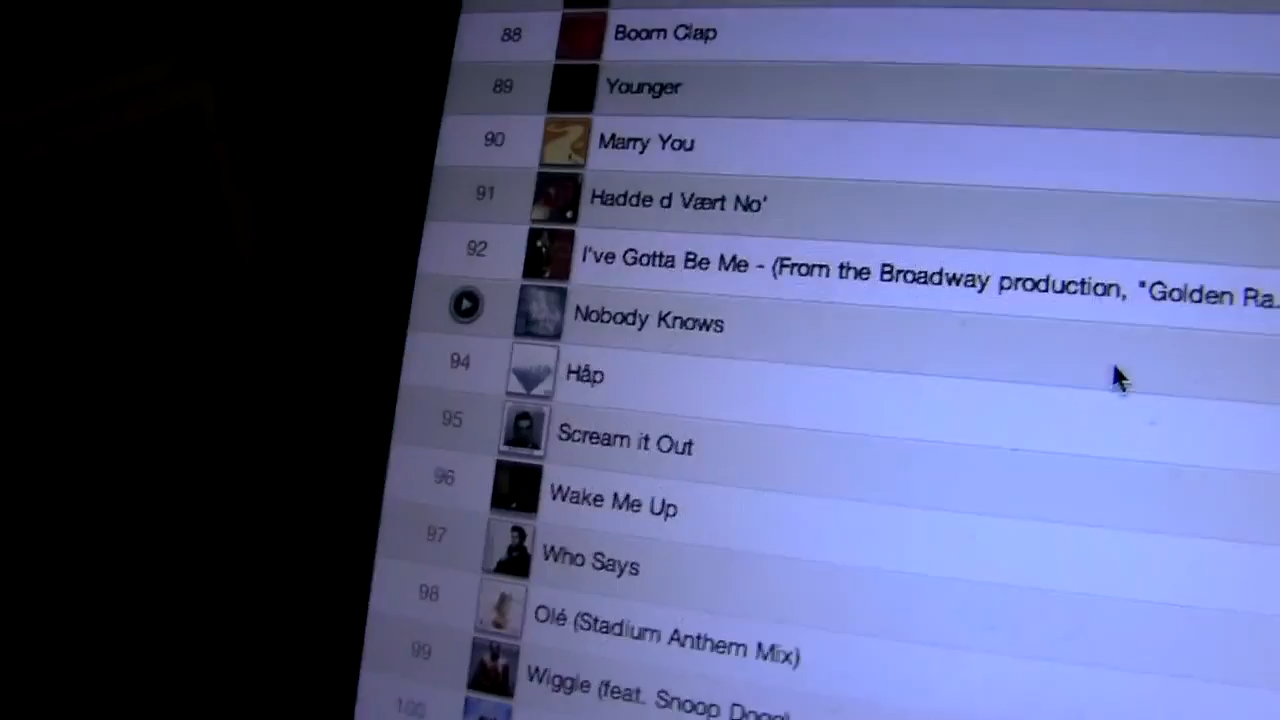 88 Boom Clap
89 Younger
90 Marry You
91 Hadde d Vært No'
92 I've Gotta Be Me - (From the Broadway production, "Golden Ra...
Nobody Knows
94 Håp
95 Scream it Out
96 Wake Me Up
97 Who Says
98 Olé (Stadium Anthem Mix)
99 Wiggle (feat. Snoop Dogg)
100